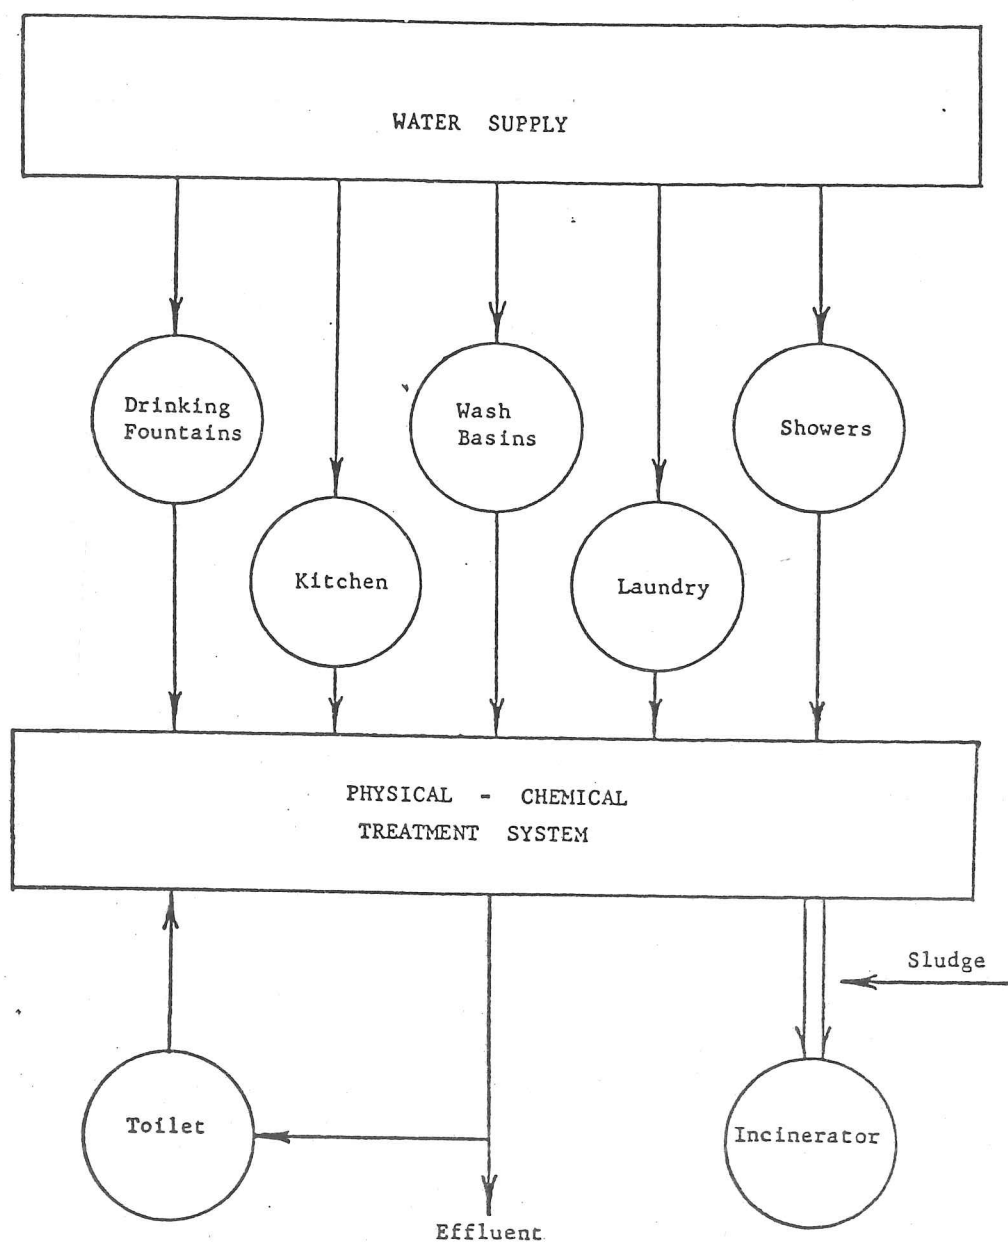 WATER SUPPLY
Drinking
Fountains
Wash
Basins
Showers
Kitchen
Laundry
PHYSICAL - CHEMICAL
TREATMENT SYSTEM
Sludge
Toilet
Incinerator
Effluent